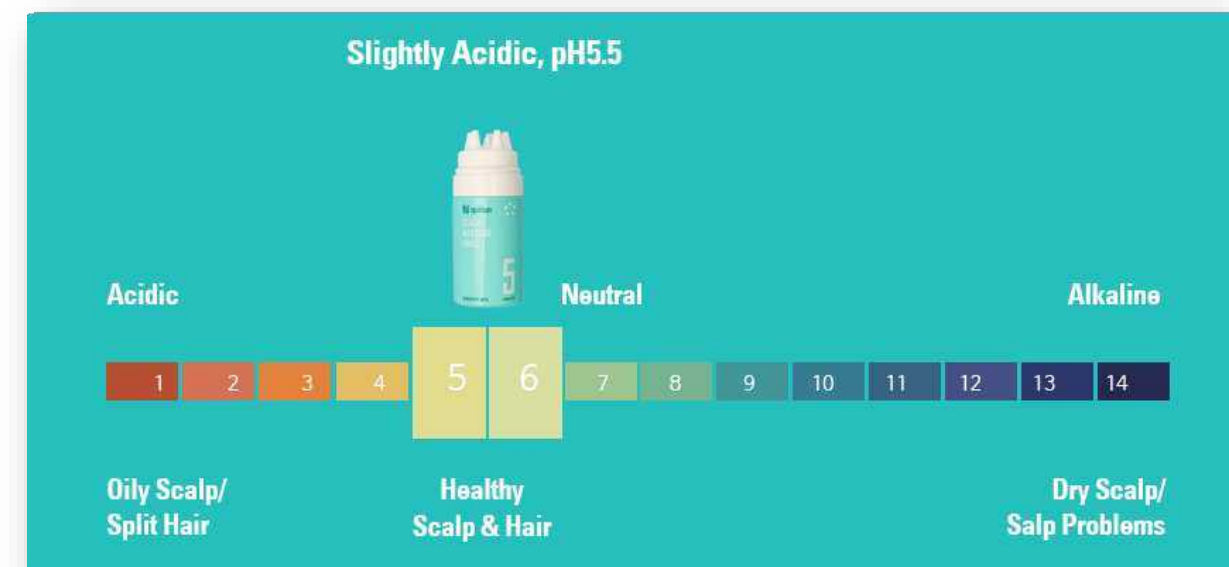 Slightly Acidic, pH5.5
5
Acidic
Neutral
Alkaline
1 2 3 4 5 6 7 8 9 10 11 12 13 14
Oily Scalp/
Split Hair
Healthy
Scalp & Hair
Dry Scalp/
Salp Problems